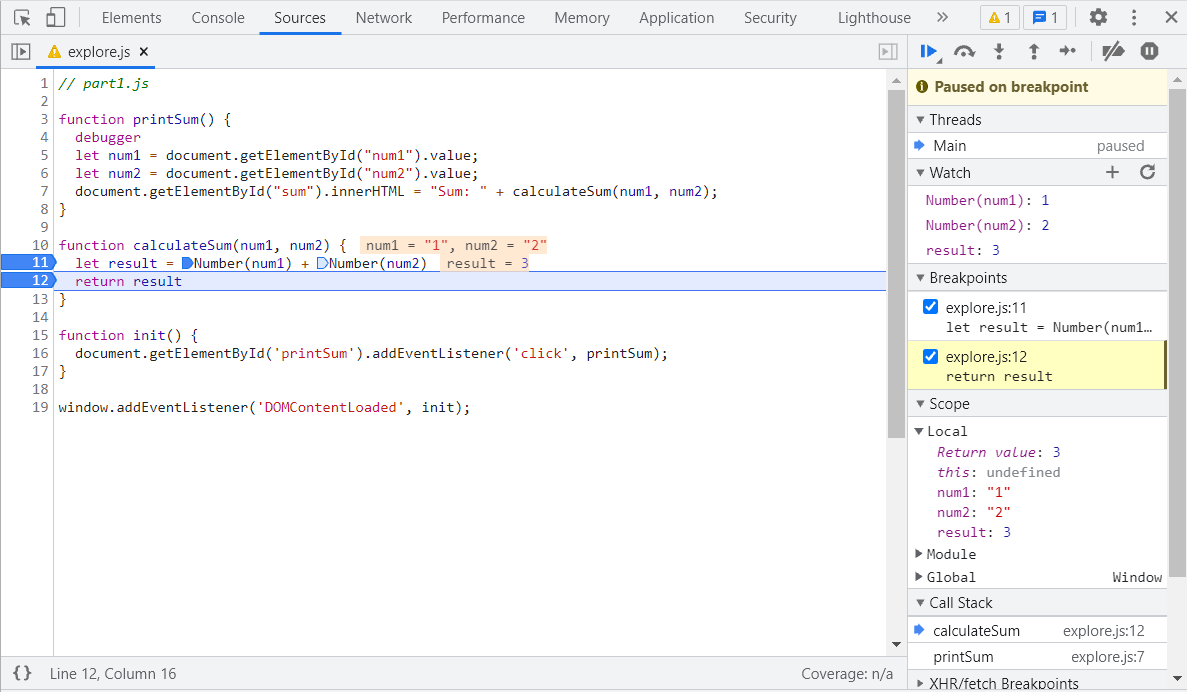 Elements Console Sources Network Performance Memory Application Security Lighthouse » 1 1
explore.js ×
1 // part1.js
2
3 function printSum() {
4 debugger
5 let num1 = document.getElementById("num1").value;
6 let num2 = document.getElementById("num2").value;
7 document.getElementById("sum").innerHTML = "Sum: " + calculateSum(num1, num2);
8 }
9
10 function calculateSum(num1, num2) { num1 = "1", num2 = "2"
11 let result = Number(num1) + Number(num2) result = 3
12 return result
13 }
14
15 function init() {
16 document.getElementById('printSum').addEventListener('click', printSum);
17 }
18
19 window.addEventListener('DOMContentLoaded', init);
{} Line 12, Column 16 Coverage: n/a
Paused on breakpoint
Threads
Main paused
Watch
Number(num1): 1
Number(num2): 2
result: 3
Breakpoints
explore.js:11
let result = Number(num1…
explore.js:12
return result
Scope
Local
Return value: 3
this: undefined
num1: "1"
num2: "2"
result: 3
Module
Global Window
Call Stack
calculateSum explore.js:12
printSum explore.js:7
XHR/fetch Breakpoints